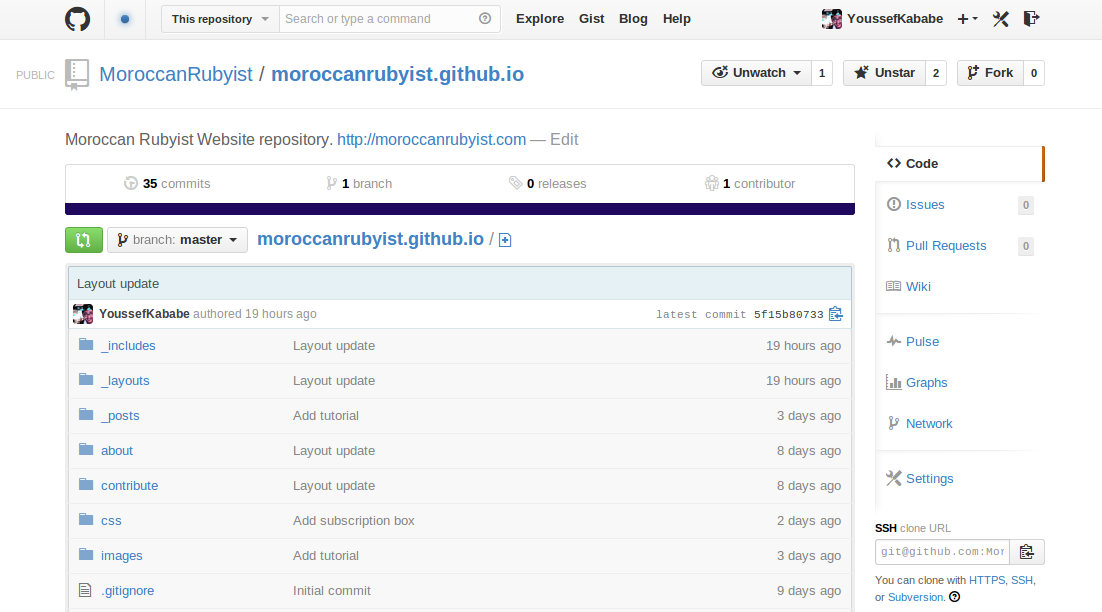 This repository Search or type a command Explore Gist Blog Help YoussefKababe
PUBLIC MoroccanRubyist / moroccanrubyist.github.io Unwatch 1 Unstar 2 Fork 0
Moroccan Rubyist Website repository. http://moroccanrubyist.com — Edit
35 commits 1 branch 0 releases 1 contributor
branch: master moroccanrubyist.github.io /
Layout update
YoussefKababe authored 19 hours ago latest commit 5f15b80733
_includes Layout update 19 hours ago
_layouts Layout update 19 hours ago
_posts Add tutorial 3 days ago
about Layout update 8 days ago
contribute Layout update 8 days ago
css Add subscription box 2 days ago
images Add tutorial 3 days ago
.gitignore Initial commit 9 days ago
Code
Issues 0
Pull Requests 0
Wiki
Pulse
Graphs
Network
Settings
SSH clone URL
git@github.com:Mor
You can clone with HTTPS, SSH,
or Subversion.